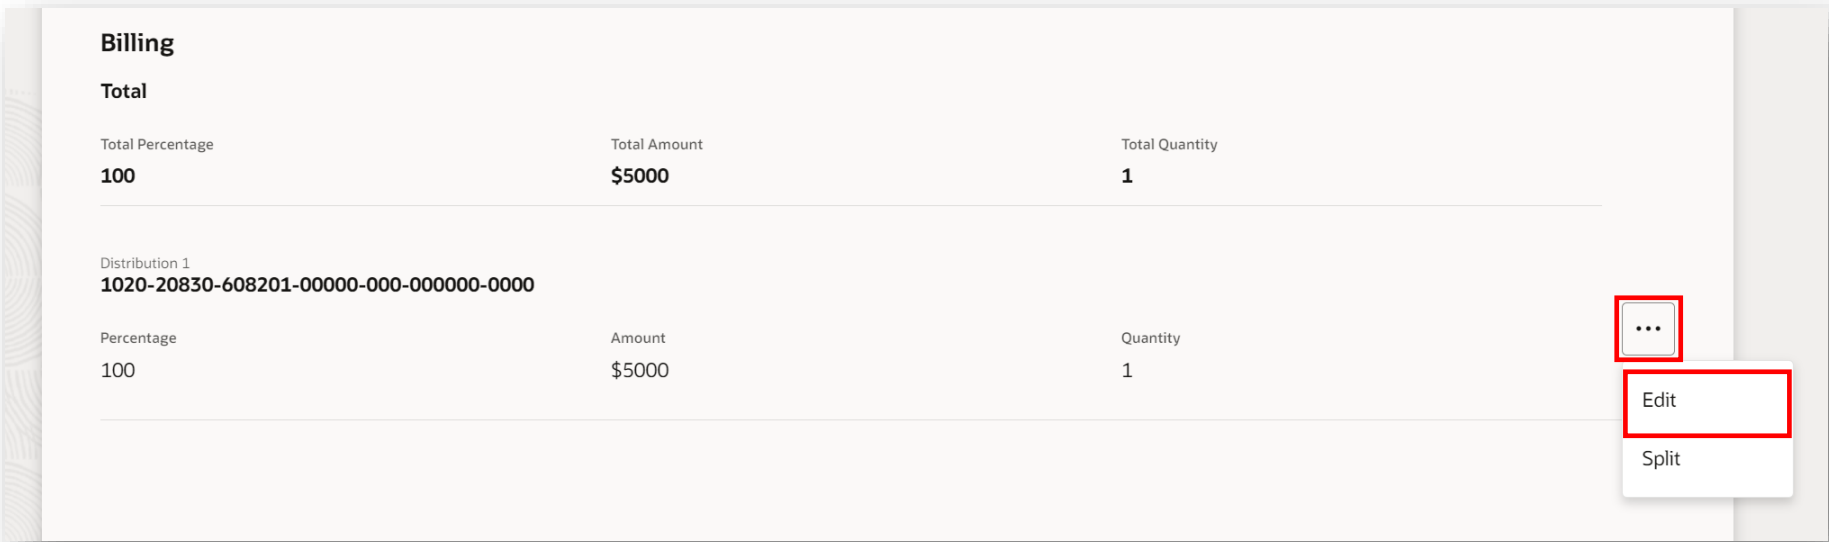 Billing
Total
Total Percentage Total Amount Total Quantity
100 $5000 1
Distribution 1
1020-20830-608201-00000-000-000000-0000
Percentage Amount Quantity
100 $5000 1
Edit
Split